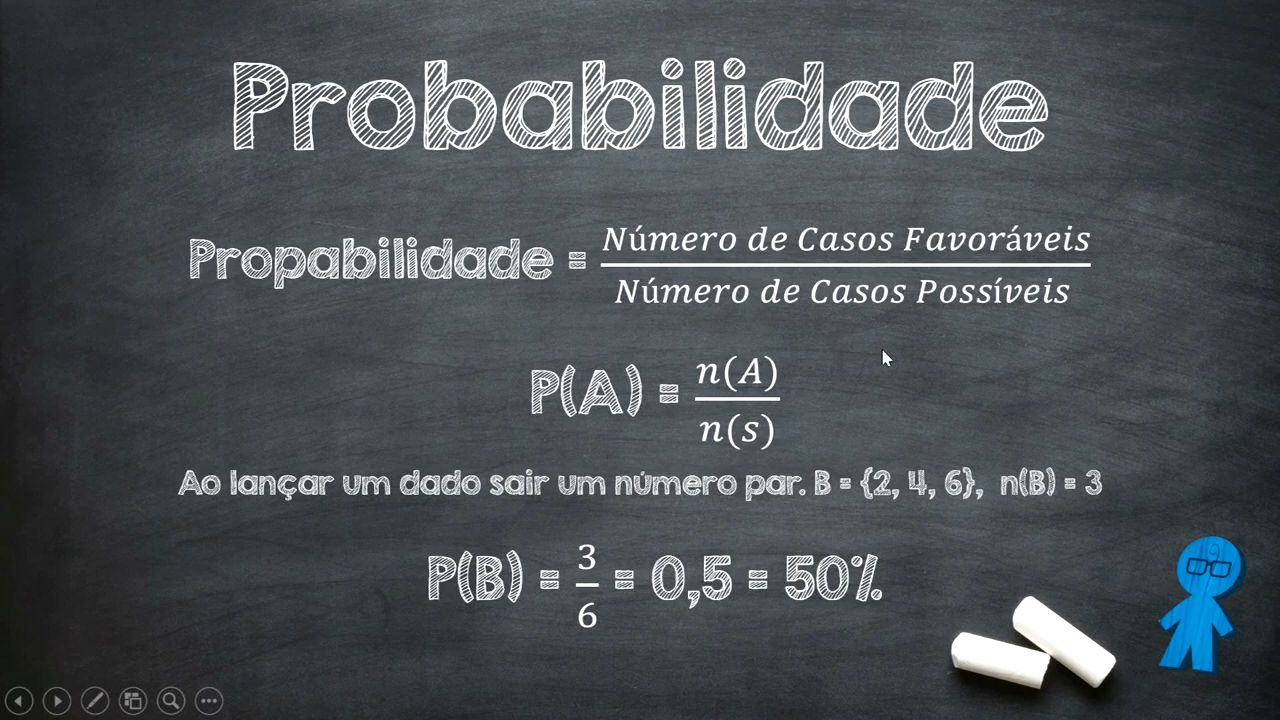 Probabilidade
Propabilidade = Número de Casos Favoráveis
Número de Casos Possíveis
P(A) = n(A)
n(s)
Ao lançar um dado sair um número par. B = {2, 4, 6}, n(B) = 3
P(B) = 3/6 = 0,5 = 50%